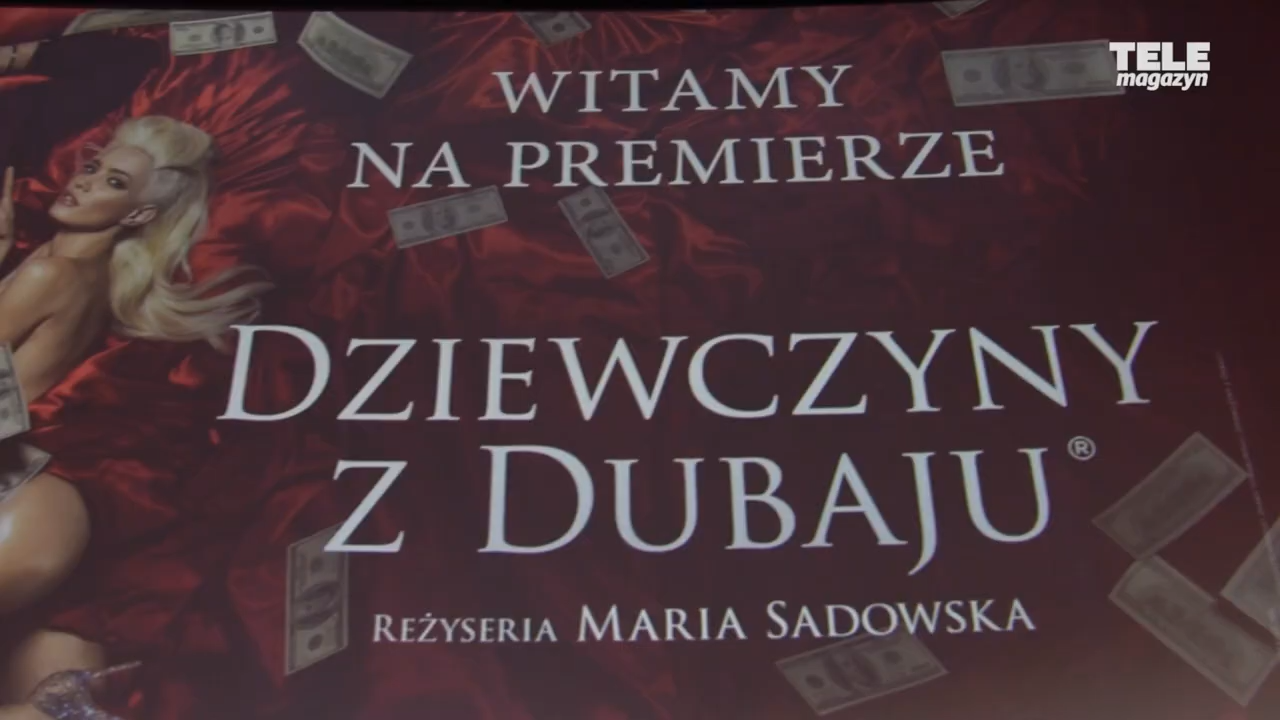 TELE
magazyn
WITAMY
NA PREMIERZE
DZIEWCZYNY
Z DUBAJU®
REŻYSERIA MARIA SADOWSKA